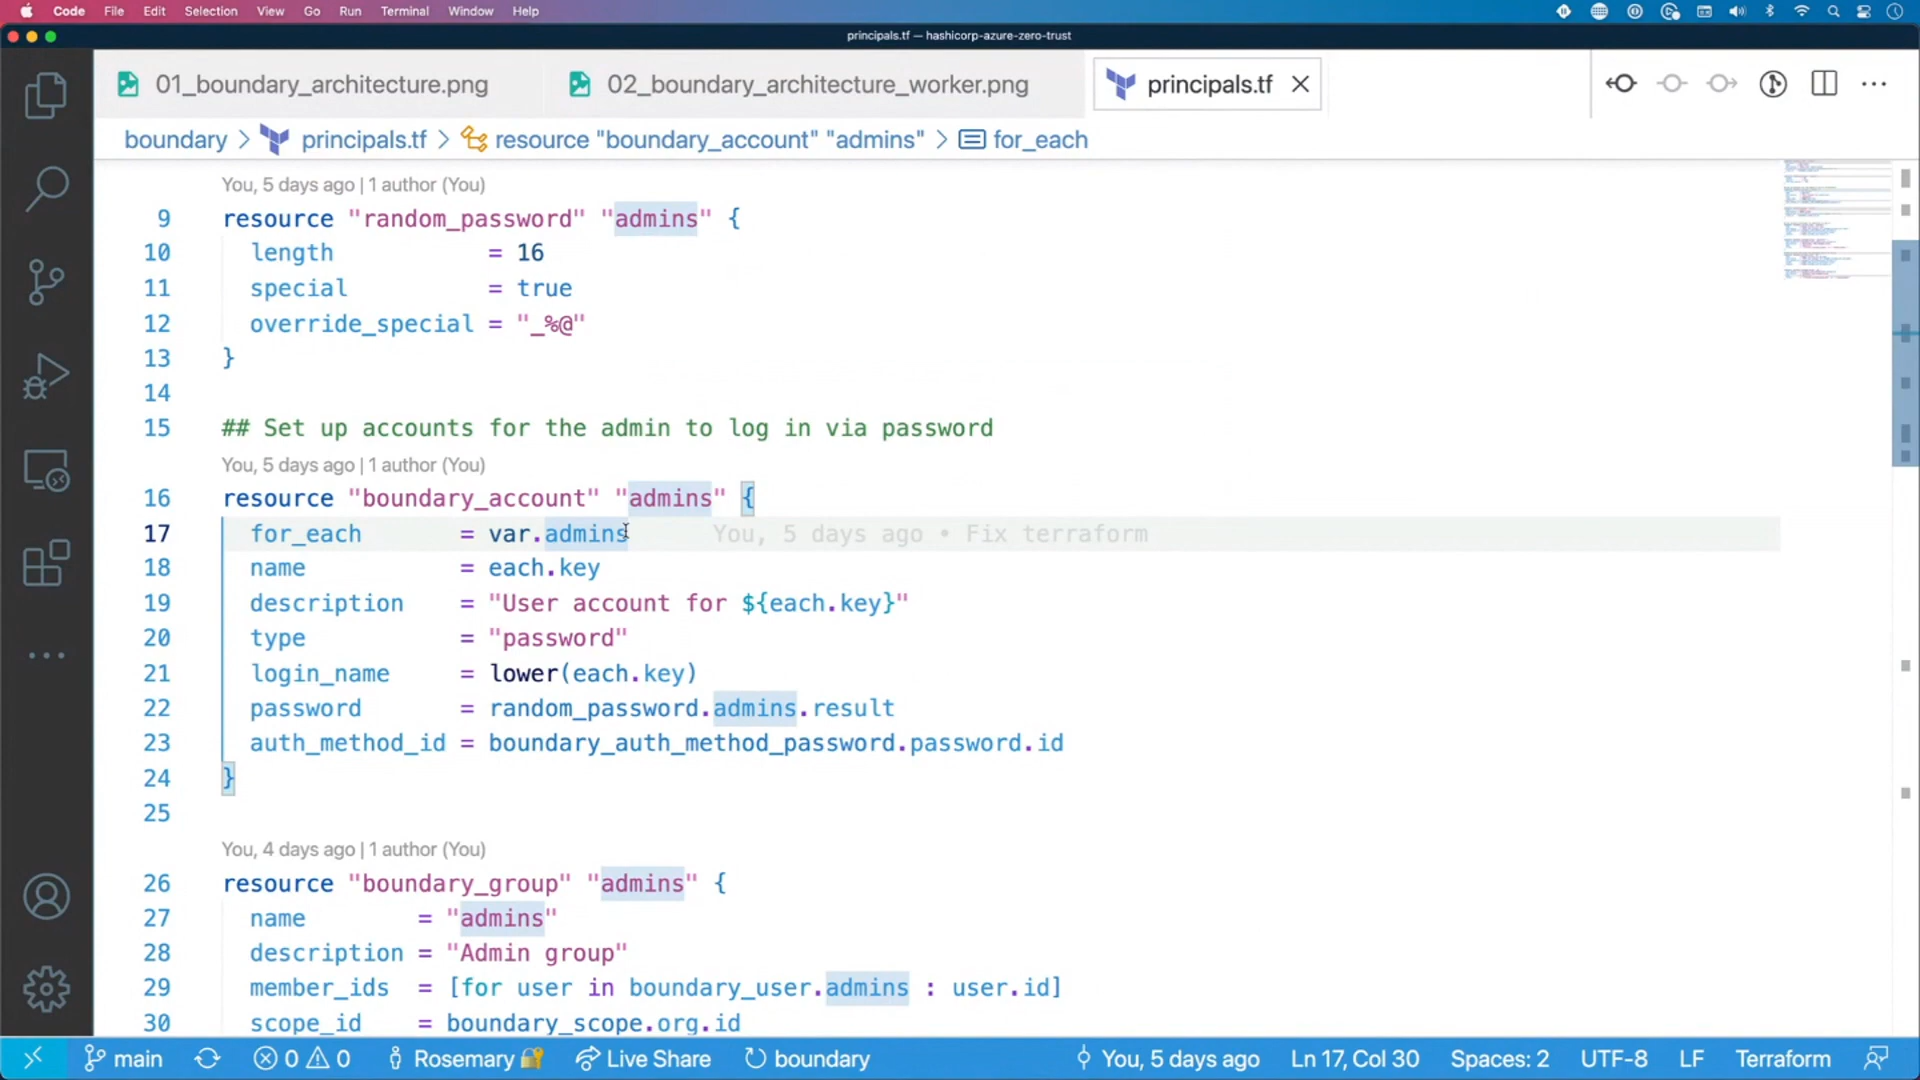 Code File Edit Selection View Go Run Terminal Window Help
principals.tf — hashicorp-azure-zero-trust
01_boundary_architecture.png 02_boundary_architecture_worker.png principals.tf
boundary > principals.tf > resource "boundary_account" "admins" > for_each
You, 5 days ago | 1 author (You)
9 resource "random_password" "admins" {
10 length = 16
11 special = true
12 override_special = "_%@"
13 }
14
15 ## Set up accounts for the admin to log in via password
You, 5 days ago | 1 author (You)
16 resource "boundary_account" "admins" {
17 for_each = var.admins You, 5 days ago • Fix terraform
18 name = each.key
19 description = "User account for ${each.key}"
20 type = "password"
21 login_name = lower(each.key)
22 password = random_password.admins.result
23 auth_method_id = boundary_auth_method_password.password.id
24 }
25
You, 4 days ago | 1 author (You)
26 resource "boundary_group" "admins" {
27 name = "admins"
28 description = "Admin group"
29 member_ids = [for user in boundary_user.admins : user.id]
30 scope_id = boundary_scope.org.id
main 0 0 Rosemary Live Share boundary You, 5 days ago Ln 17, Col 30 Spaces: 2 UTF-8 LF Terraform